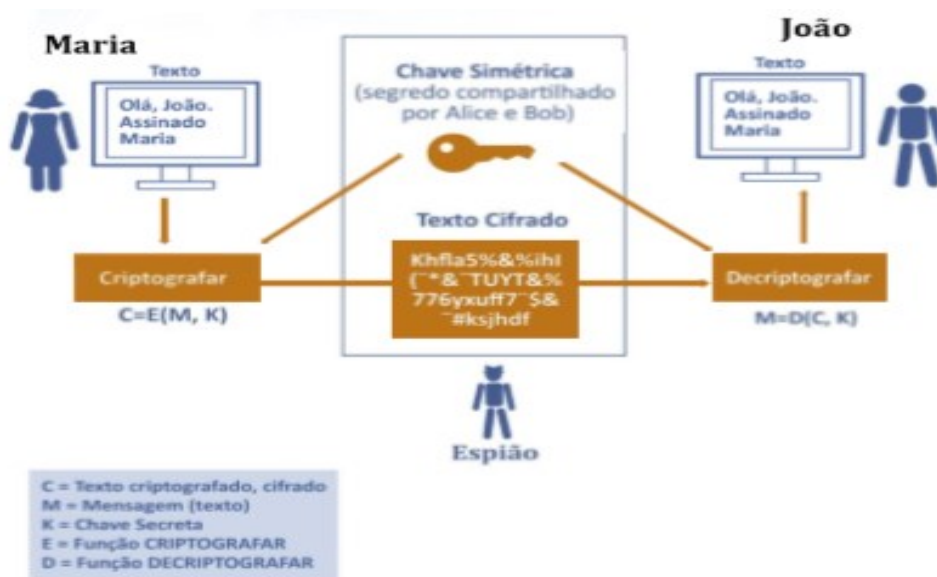 Maria
João
Texto
Olá, João.
Assinado
Maria
Chave Simétrica
(segredo compartilhado
por Alice e Bob)
Texto
Olá, João.
Assinado
Maria
Texto Cifrado
Criptografar
Khfla5%&%ihI
{¨*&¨TUYT&%
776yxuff7¨$&
¨#ksjhdf
Decriptografar
C=E(M, K)
M=D(C, K)
Espião
C = Texto criptografado, cifrado
M = Mensagem (texto)
K = Chave Secreta
E = Função CRIPTOGRAFAR
D = Função DECRIPTOGRAFAR